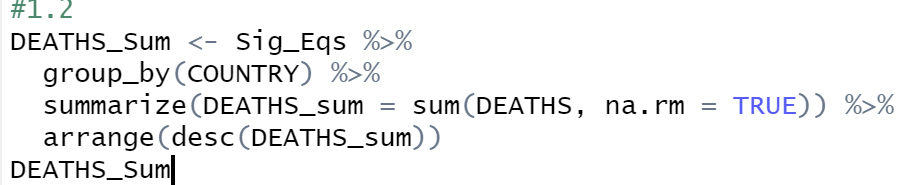 #1.2
DEATHS_Sum <- Sig_Eqs %>%
  group_by(COUNTRY) %>%
  summarize(DEATHS_sum = sum(DEATHS, na.rm = TRUE)) %>%
  arrange(desc(DEATHS_sum))
DEATHS_Sum